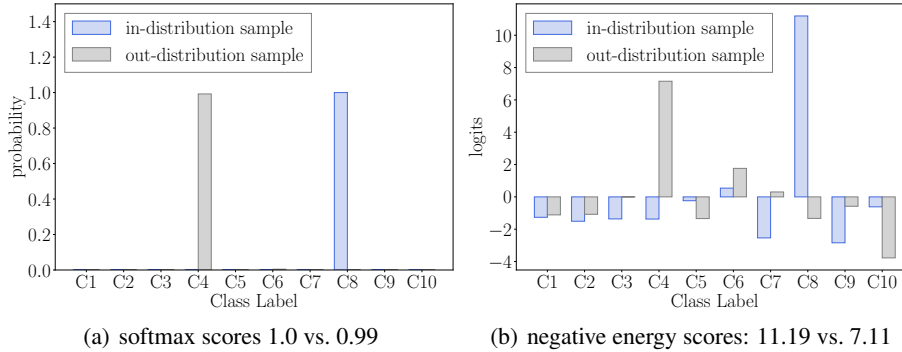 1.4
1.2
1.0
0.8
0.6
0.4
0.2
0.0
probability
in-distribution sample
out-distribution sample
C1 C2 C3 C4 C5 C6 C7 C8 C9 C10
Class Label
(a) softmax scores 1.0 vs. 0.99
10
8
6
4
2
0
−2
−4
logits
in-distribution sample
out-distribution sample
C1 C2 C3 C4 C5 C6 C7 C8 C9 C10
Class Label
(b) negative energy scores: 11.19 vs. 7.11